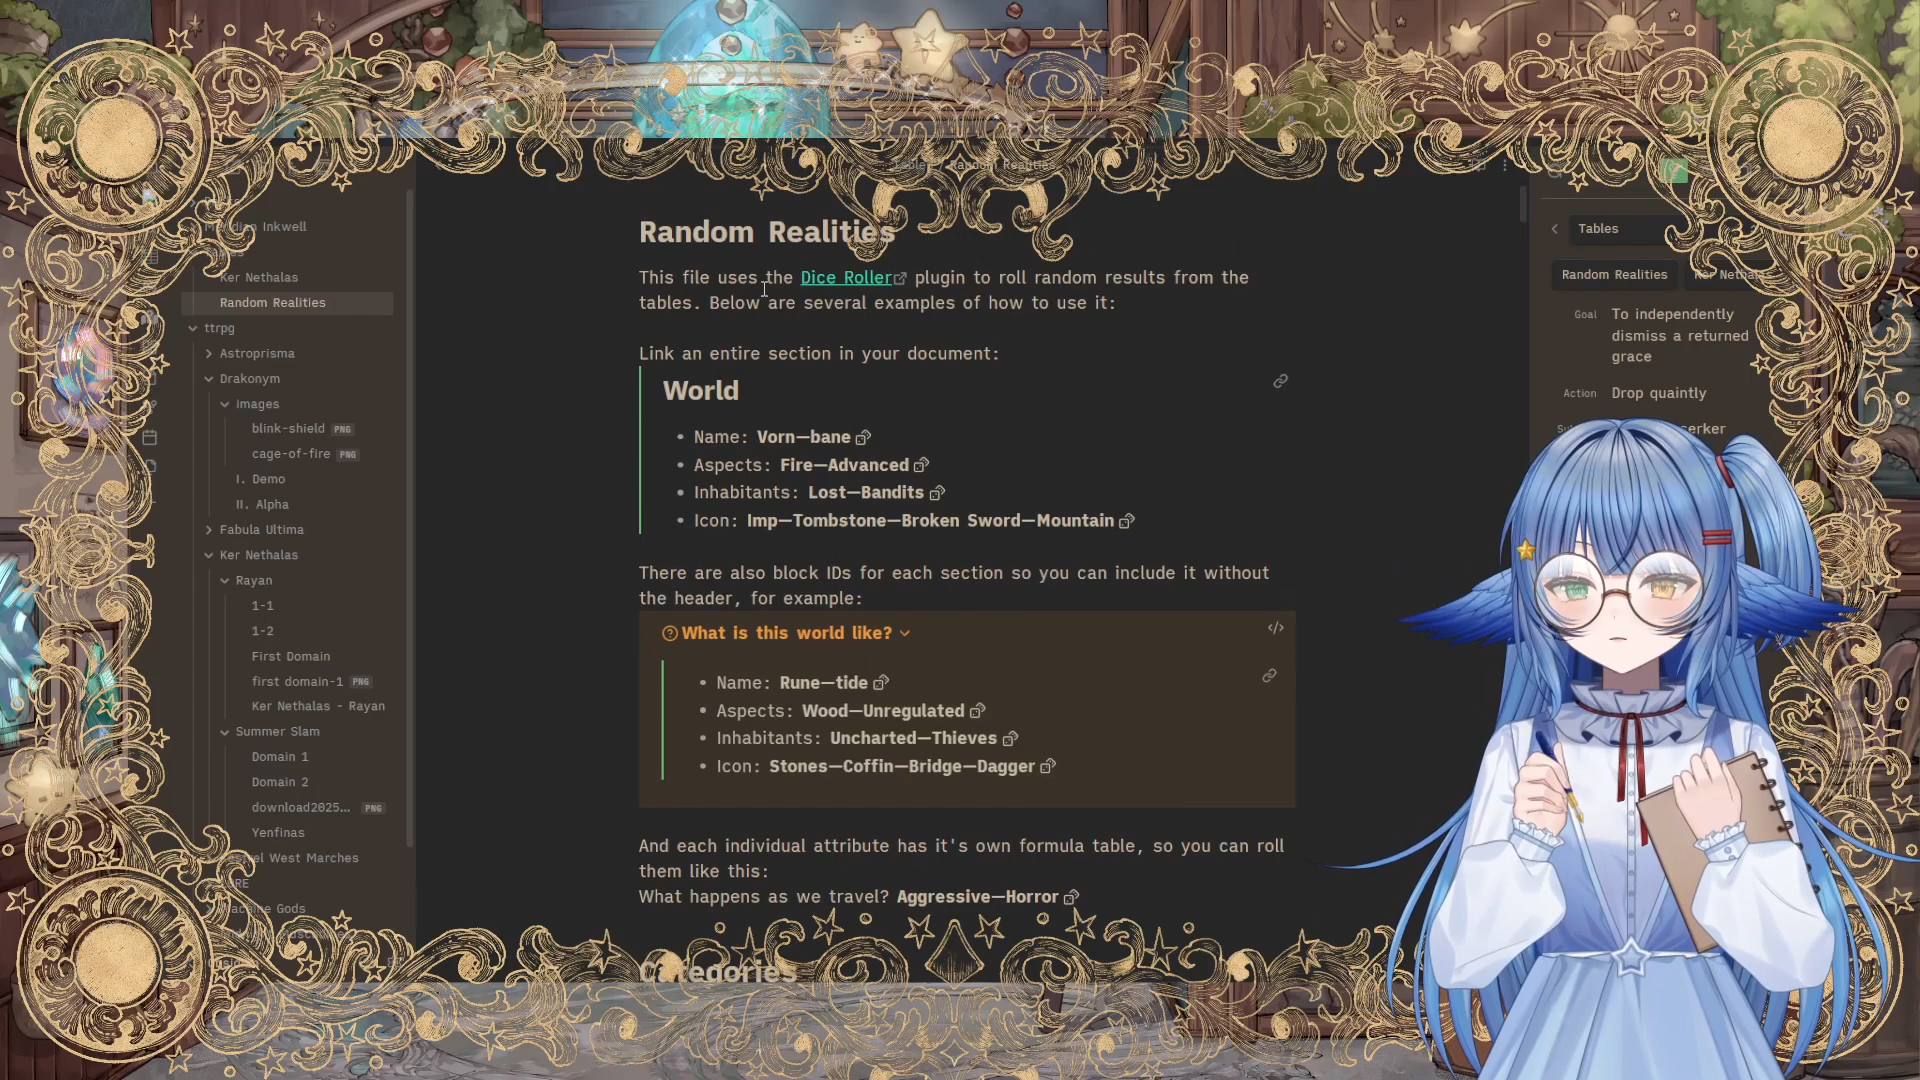 Meridian Inkwell
Ker Nethalas
Random Realities
ttrpg
Astroprisma
Drakonym
images
blink-shield PNG
cage-of-fire PNG
I. Demo
II. Alpha
Fabula Ultima
Ker Nethalas
Rayan
1-1
1-2
First Domain
first domain-1 PNG
Ker Nethalas - Rayan
Summer Slam
Domain 1
Domain 2
download2025... PNG
Yenfinas
West Marches
Random Realities
Random Realities
This file uses the Dice Roller plugin to roll random results from the
tables. Below are several examples of how to use it:
Link an entire section in your document:
World
• Name: Vorn—bane
• Aspects: Fire—Advanced
• Inhabitants: Lost—Bandits
• Icon: Imp—Tombstone—Broken Sword—Mountain
There are also block IDs for each section so you can include it without
the header, for example:
What is this world like?
• Name: Rune—tide
• Aspects: Wood—Unregulated
• Inhabitants: Uncharted—Thieves
• Icon: Stones—Coffin—Bridge—Dagger
And each individual attribute has it's own formula table, so you can roll
them like this:
What happens as we travel? Aggressive—Horror
Categories
Tables
Random Realities
Ker Nethalas
Goal To independently
dismiss a returned
grace
Action Drop quaintly